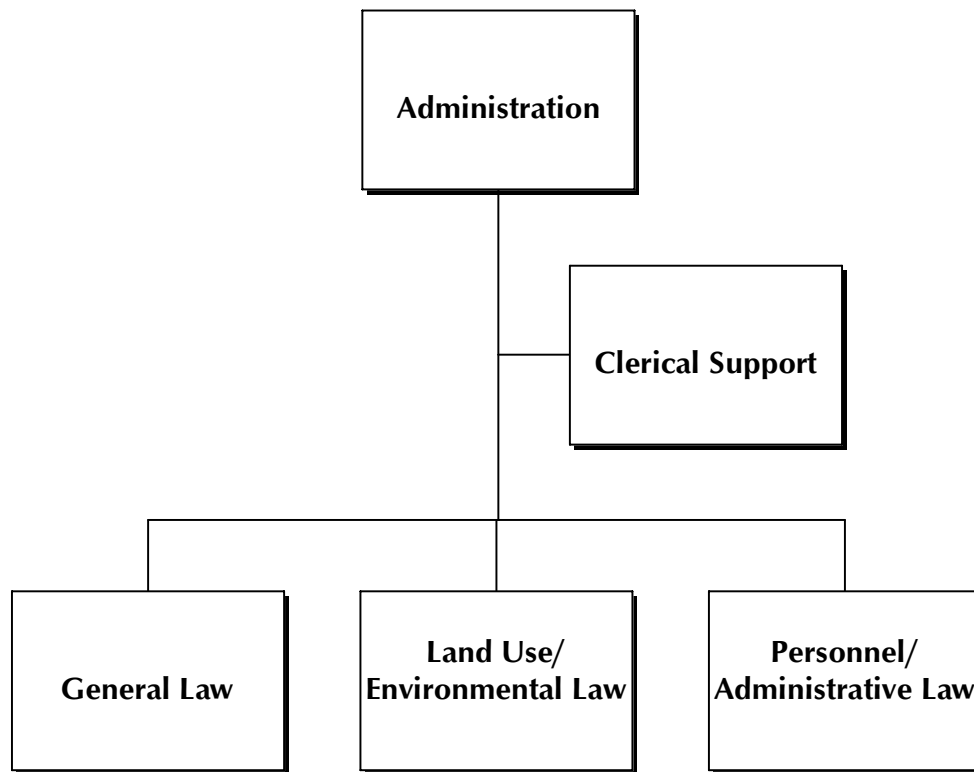 Administration
Clerical Support
General Law
Land Use/
Environmental Law
Personnel/
Administrative Law